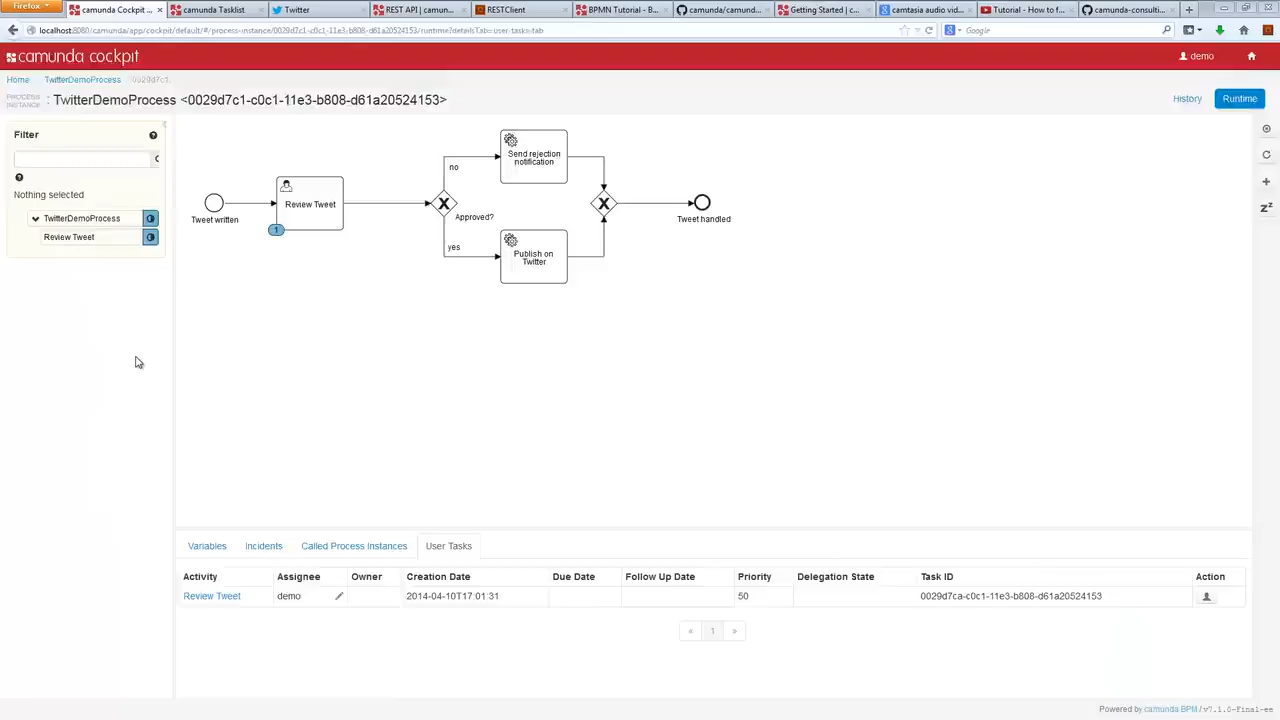 Firefox
camunda Cockpit ...
camunda Tasklist
Twitter
REST API | camun...
RESTClient
BPMN Tutorial - B...
camunda/camund...
Getting Started | c...
camtasia audio vid...
Tutorial - How to f...
camunda-consulti...
localhost:8080/camunda/app/cockpit/default/#/process-instance/0029d7c1-c0c1-11e3-b808-d61a20524153/runtime?detailsTab=user-tasks-tab
Google
camunda cockpit
demo
Home
TwitterDemoProcess
0029d7c1.
PROCESS INSTANCE : TwitterDemoProcess <0029d7c1-c0c1-11e3-b808-d61a20524153>
History
Runtime
Filter
Nothing selected
TwitterDemoProcess
Review Tweet
Tweet written
Review Tweet
1
Approved?
no
yes
Send rejection
notification
Publish on
Twitter
Tweet handled
Variables
Incidents
Called Process Instances
User Tasks
Activity Assignee Owner Creation Date Due Date Follow Up Date Priority Delegation State Task ID Action
Review Tweet demo 2014-04-10T17:01:31 50 0029d7ca-c0c1-11e3-b808-d61a20524153
« 1 »
Powered by camunda BPM / v7.1.0-Final-ee